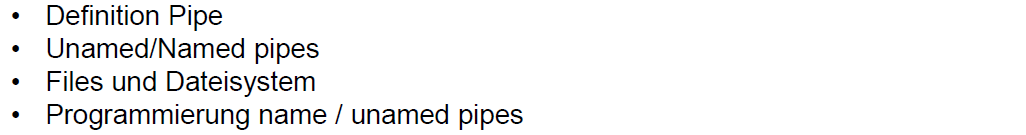 • Definition Pipe
• Unamed/Named pipes
• Files und Dateisystem
• Programmierung name / unamed pipes